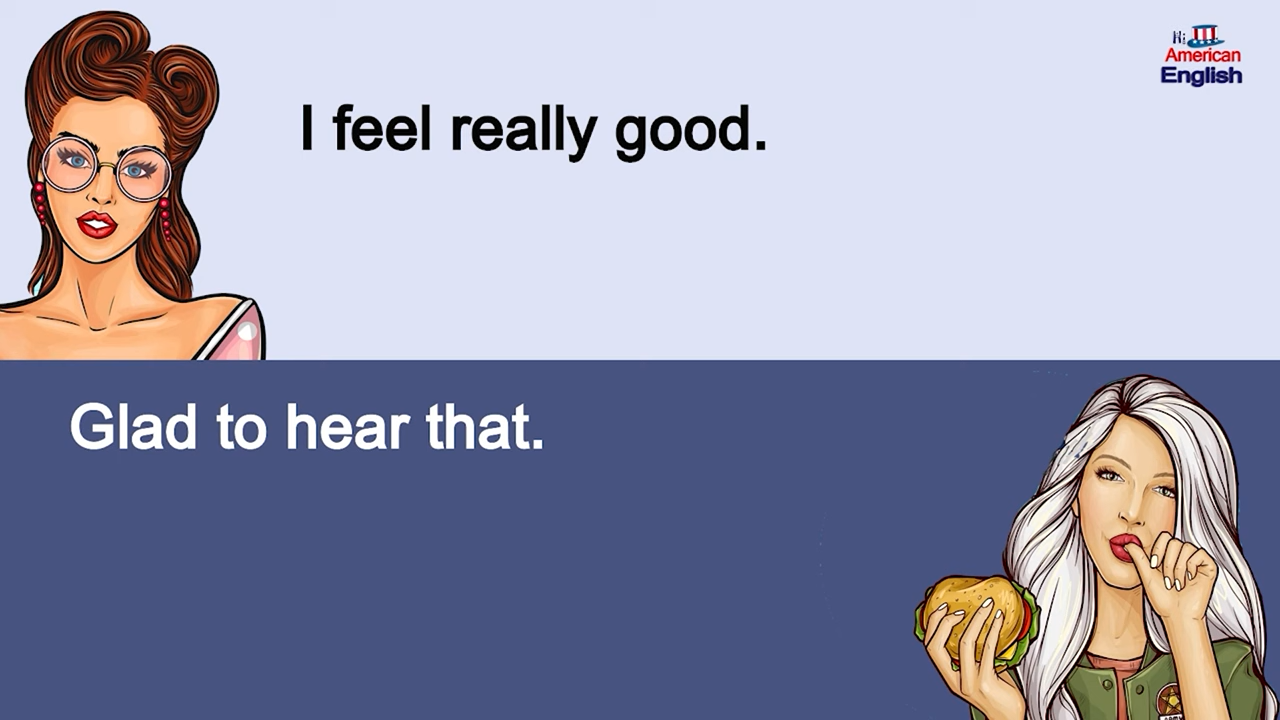 Hi
American
English
I feel really good.
Glad to hear that.